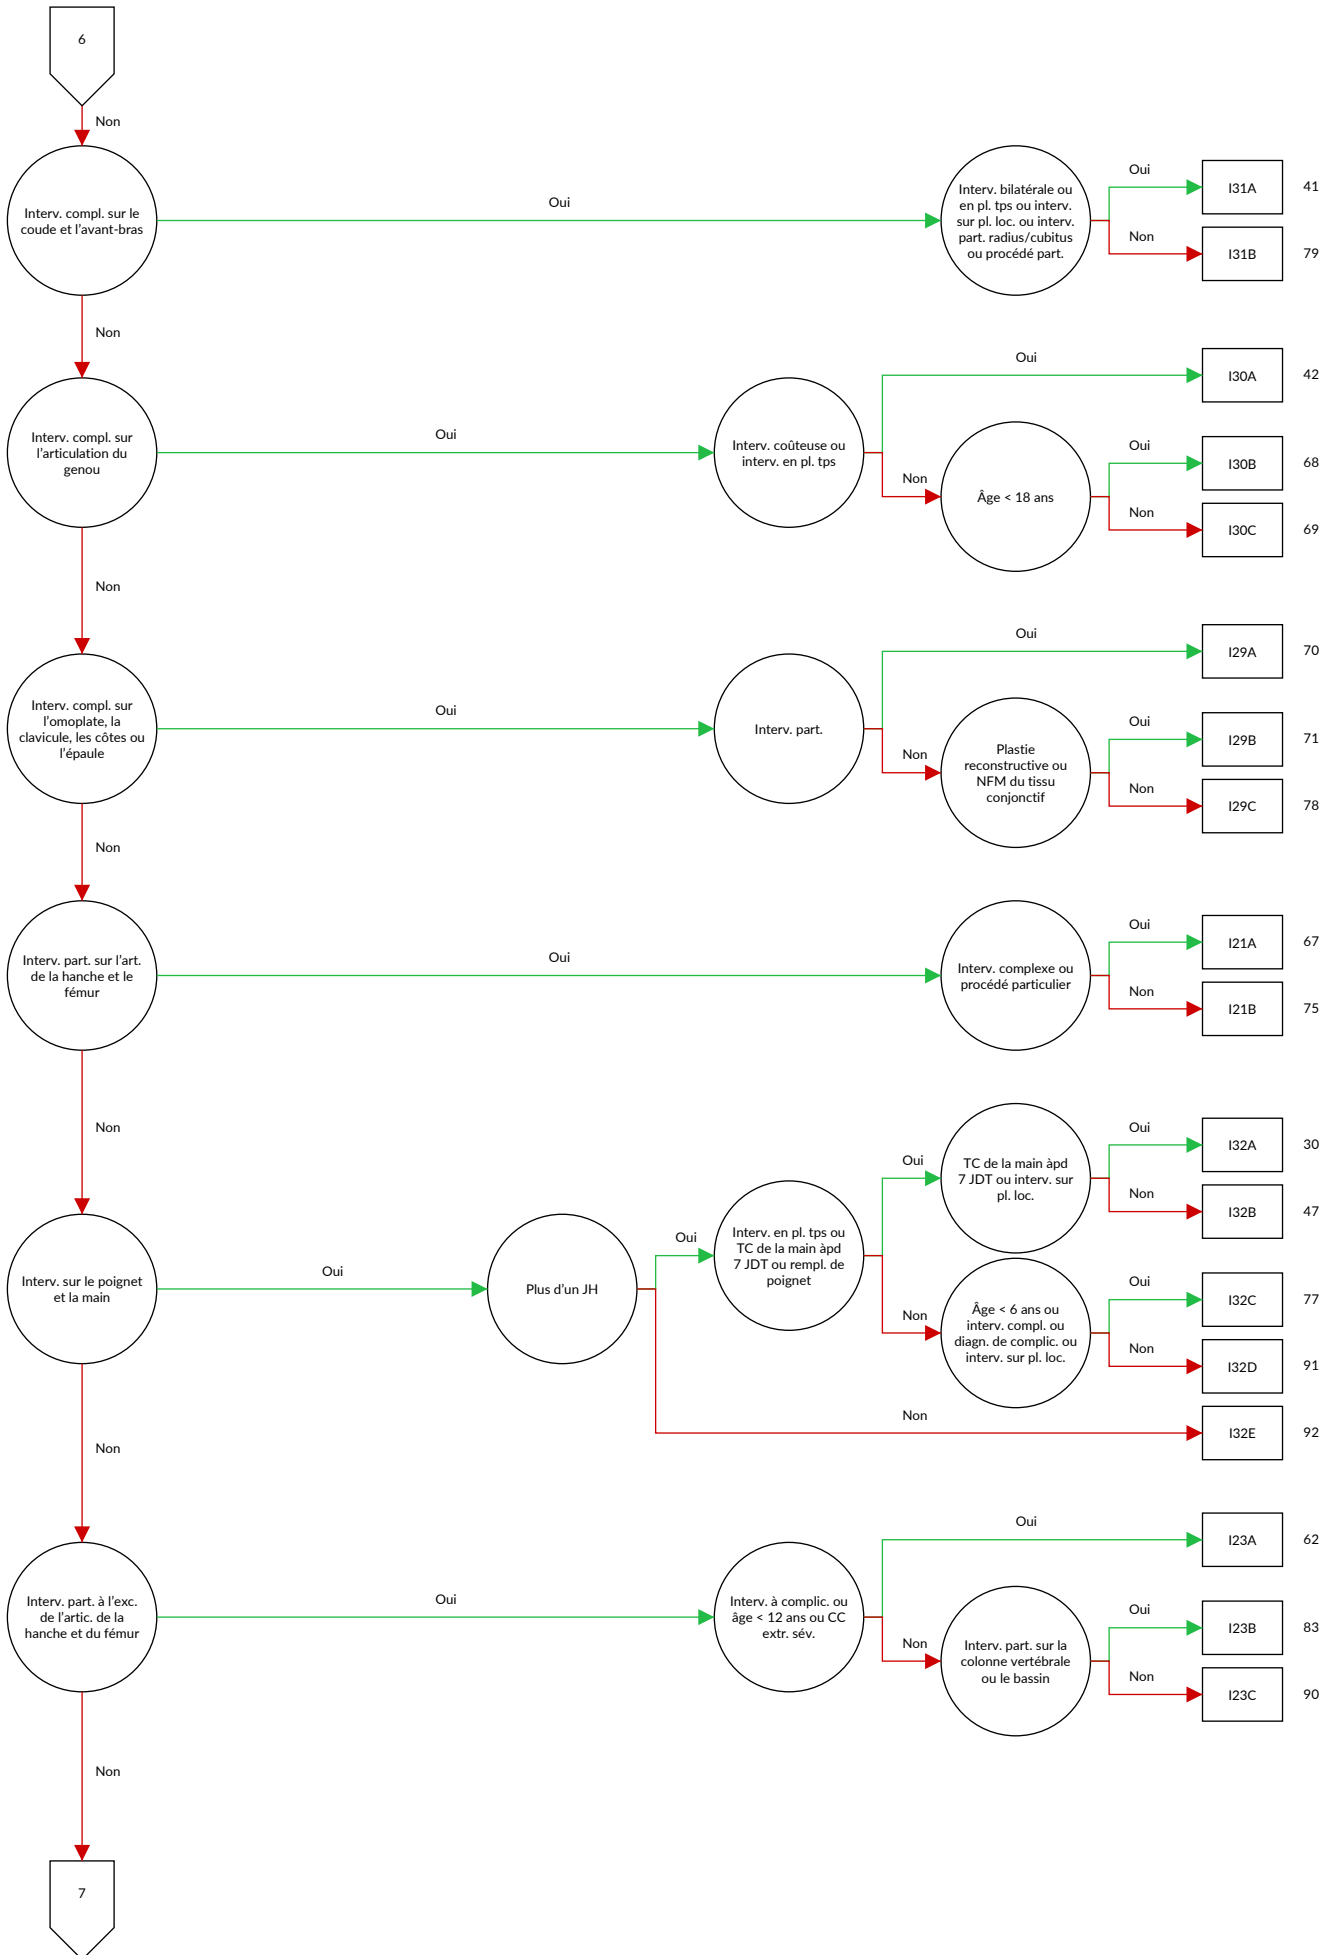 6
Non
Interv. compl. sur le
coude et l'avant-bras
Oui
Interv. bilatérale ou
en pl. tps ou interv.
sur pl. loc. ou interv.
part. radius/cubitus
ou procédé part.
Oui
I31A
41
Non
I31B
79
Non
Interv. compl. sur
l'articulation du
genou
Oui
Interv. coûteuse ou
interv. en pl. tps
Oui
I30A
42
Non
Âge < 18 ans
Oui
I30B
68
Non
I30C
69
Non
Interv. compl. sur
l'omoplate, la
clavicule, les côtes ou
l'épaule
Oui
Interv. part.
Oui
I29A
70
Non
Plastie
reconstructive ou
NFM du tissu
conjonctif
Oui
I29B
71
Non
I29C
78
Non
Interv. part. sur l'art.
de la hanche et le
fémur
Oui
Interv. complexe ou
procédé particulier
Oui
I21A
67
Non
I21B
75
Non
Interv. sur le poignet
et la main
Oui
Plus d'un JH
Oui
Interv. en pl. tps ou
TC de la main àpd
7 JDT ou rempl. de
poignet
Oui
TC de la main àpd
7 JDT ou interv. sur
pl. loc.
Oui
I32A
30
Non
I32B
47
Non
Âge < 6 ans ou
interv. compl. ou
diagn. de complic. ou
interv. sur pl. loc.
Oui
I32C
77
Non
I32D
91
Non
I32E
92
Non
Interv. part. à l'exc.
de l'artic. de la
hanche et du fémur
Oui
Interv. à complic. ou
âge < 12 ans ou CC
extr. sév.
Oui
I23A
62
Non
Interv. part. sur la
colonne vertébrale
ou le bassin
Oui
I23B
83
Non
I23C
90
Non
7